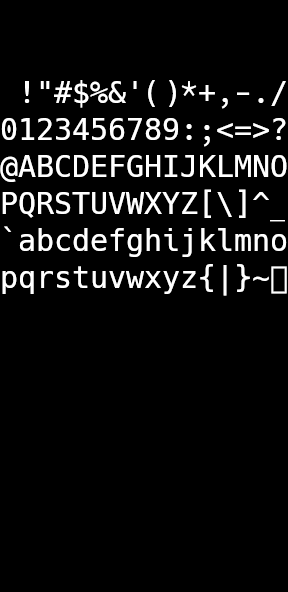 !"#$%&'()*+,-./
0123456789:;<=>?
@ABCDEFGHIJKLMNO
PQRSTUVWXYZ[\]^_
`abcdefghijklmno
pqrstuvwxyz{|}~▯